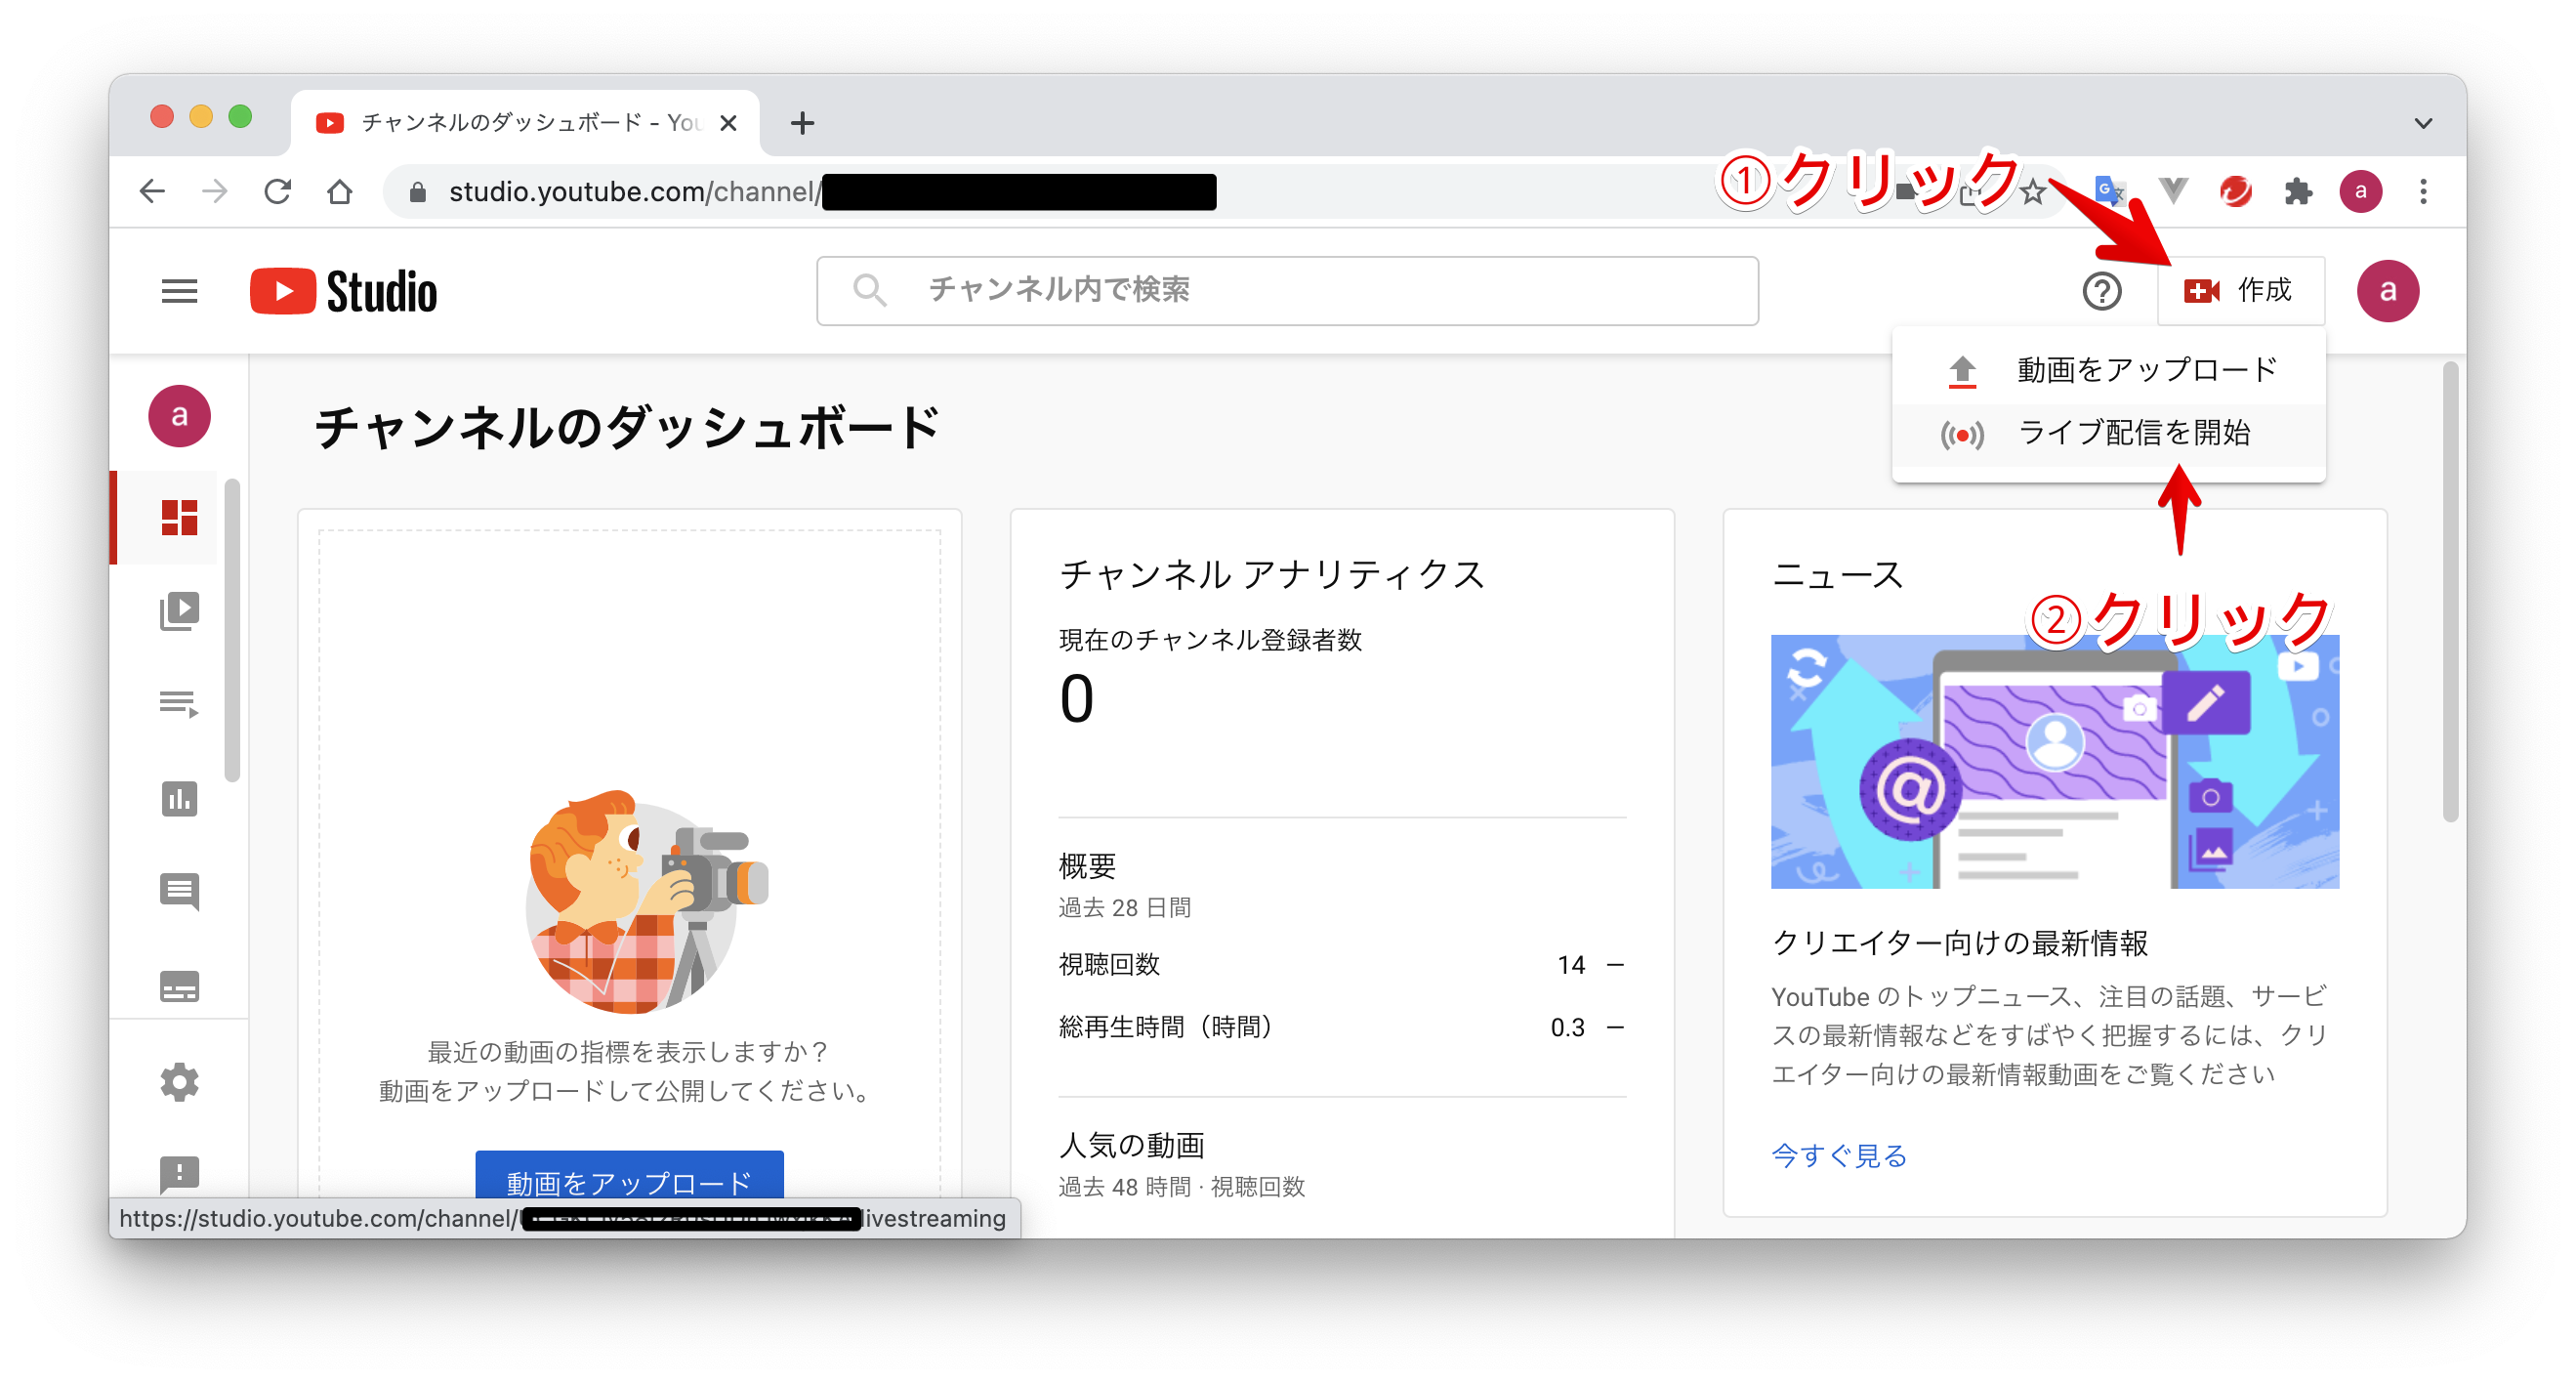 チャンネルのダッシュボード - You
studio.youtube.com/channel/
①クリック
a
Studio
チャンネル内で検索
作成
a
動画をアップロード
ライブ配信を開始
②クリック
a
チャンネルのダッシュボード
最近の動画の指標を表示しますか？
動画をアップロードして公開してください。
動画をアップロード
チャンネル アナリティクス
現在のチャンネル登録者数
0
概要
過去 28 日間
視聴回数 14 —
総再生時間（時間） 0.3 —
人気の動画
過去 48 時間 · 視聴回数
ニュース
@
クリエイター向けの最新情報
YouTube のトップニュース、注目の話題、サービ
スの最新情報などをすばやく把握するには、クリ
エイター向けの最新情報動画をご覧ください
今すぐ見る
https://studio.youtube.com/channel/ livestreaming